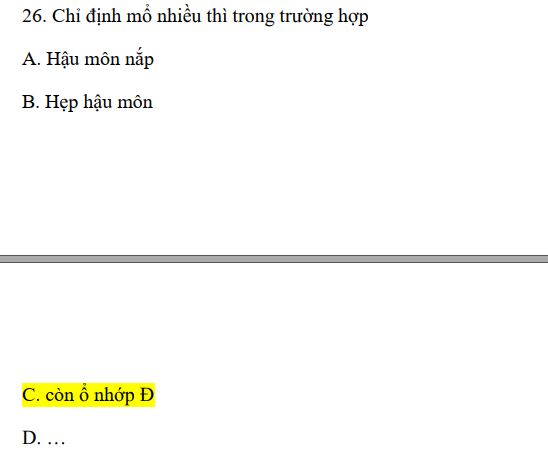 26. Chỉ định mổ nhiều thì trong trường hợp
A. Hậu môn nắp
B. Hẹp hậu môn
C. còn ổ nhớp Đ
D. …